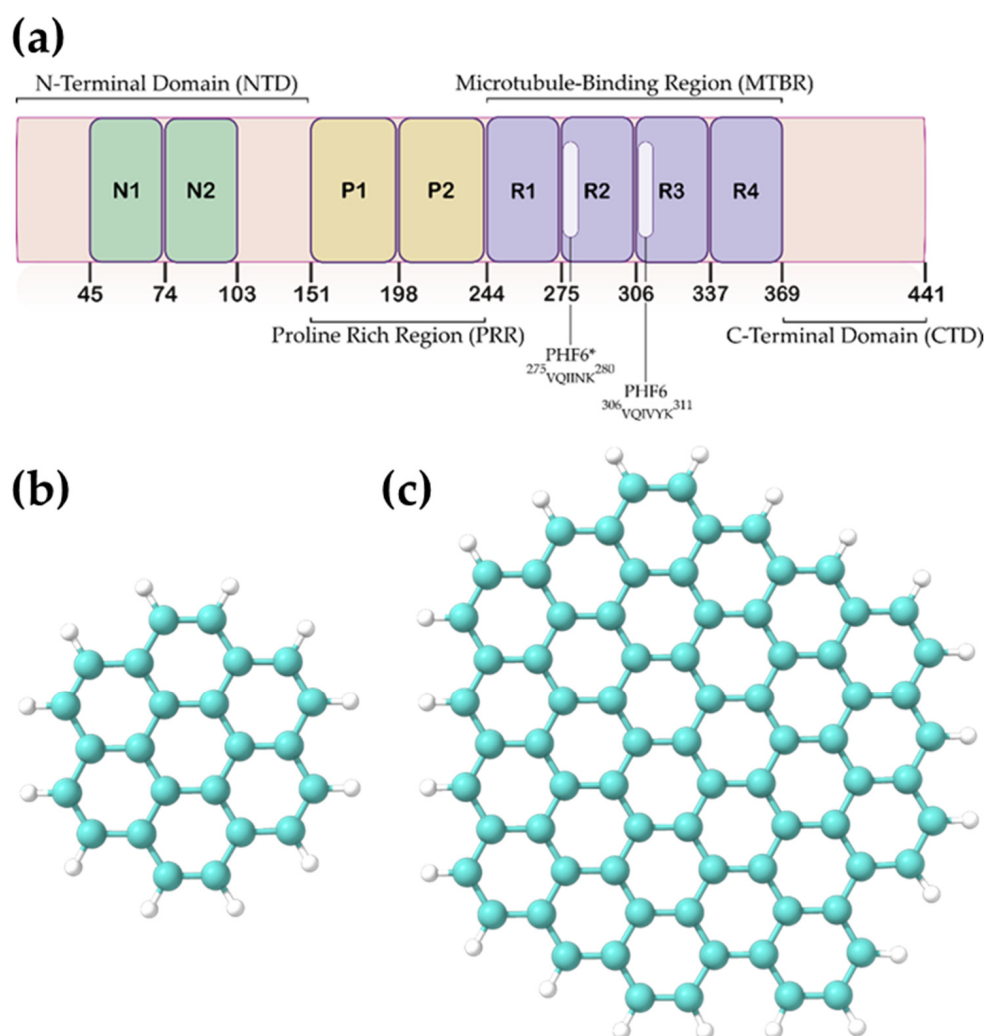 (a)
N-Terminal Domain (NTD)
Microtubule-Binding Region (MTBR)
N1 N2 P1 P2 R1 R2 R3 R4
45 74 103 151 198 244 275 306 337 369 441
Proline Rich Region (PRR)
C-Terminal Domain (CTD)
PHF6*
275VQIINK280
PHF6
306VQIVYK311
(b)
(c)